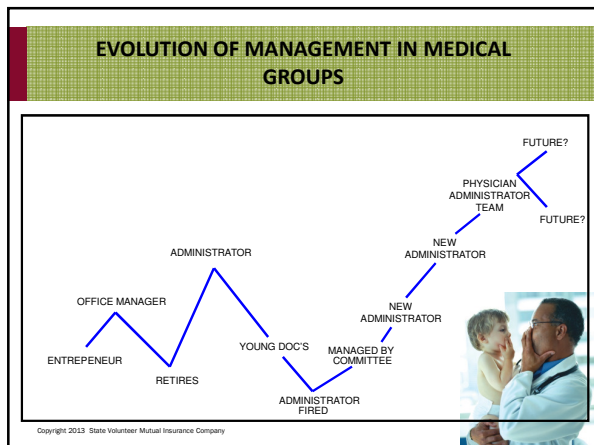 EVOLUTION OF MANAGEMENT IN MEDICAL
GROUPS
FUTURE?
PHYSICIAN
ADMINISTRATOR
TEAM
FUTURE?
NEW
ADMINISTRATOR
ADMINISTRATOR
OFFICE MANAGER
NEW
ADMINISTRATOR
YOUNG DOC'S
MANAGED BY
COMMITTEE
ENTREPENEUR
RETIRES
ADMINISTRATOR
FIRED
Copyright 2013 State Volunteer Mutual Insurance Company